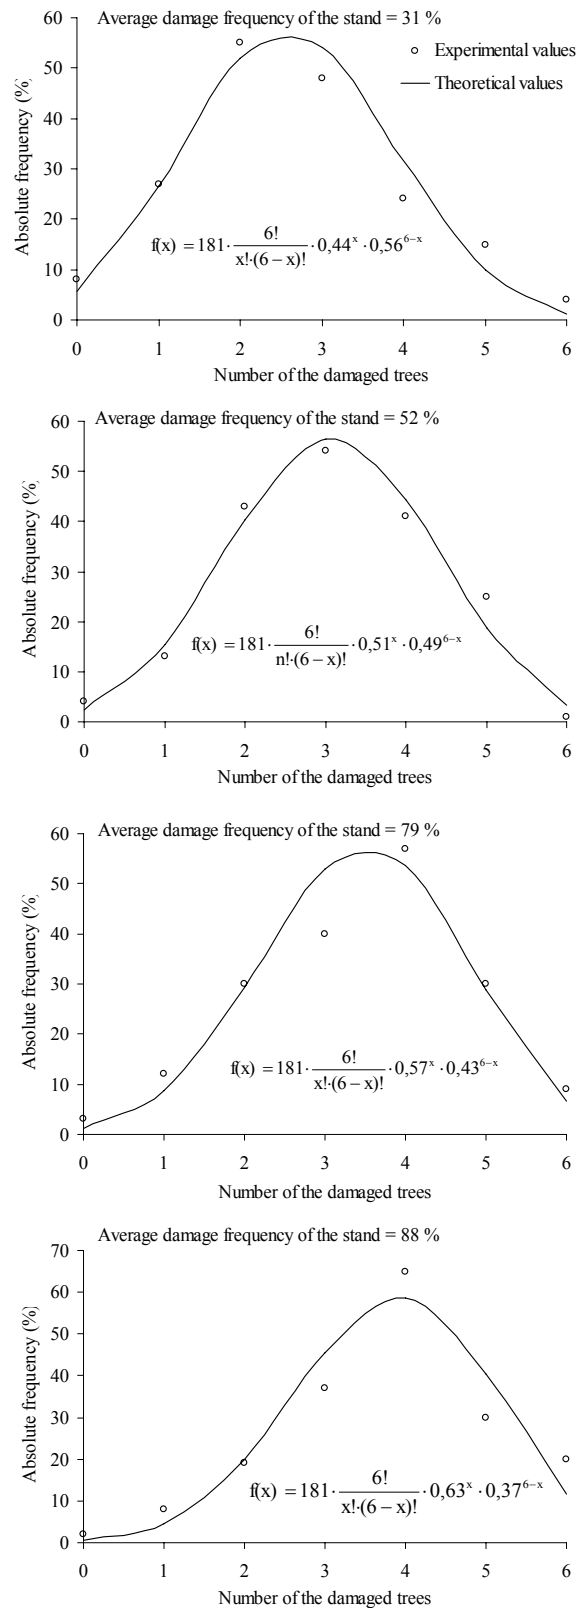 Average damage frequency of the stand = 31 %
60
50
40
30
20
10
0
Absolute frequency (%)
Experimental values
Theoretical values
f(x) = 181 · 6! / x!·(6 – x)! · 0,44^x · 0,56^6–x
0 1 2 3 4 5 6
Number of the damaged trees
Average damage frequency of the stand = 52 %
60
50
40
30
20
10
0
Absolute frequency (%)
f(x) = 181 · 6! / n!·(6 – x)! · 0,51^x · 0,49^6–x
0 1 2 3 4 5 6
Number of the damaged trees
Average damage frequency of the stand = 79 %
60
50
40
30
20
10
0
Absolute frequency (%)
f(x) = 181 · 6! / x!·(6 – x)! · 0,57^x · 0,43^6–x
0 1 2 3 4 5 6
Number of the damaged trees
Average damage frequency of the stand = 88 %
70
60
50
40
30
20
10
0
Absolute frequency (%)
f(x) = 181 · 6! / x!·(6 – x)! · 0,63^x · 0,37^6–x
0 1 2 3 4 5 6
Number of the damaged trees